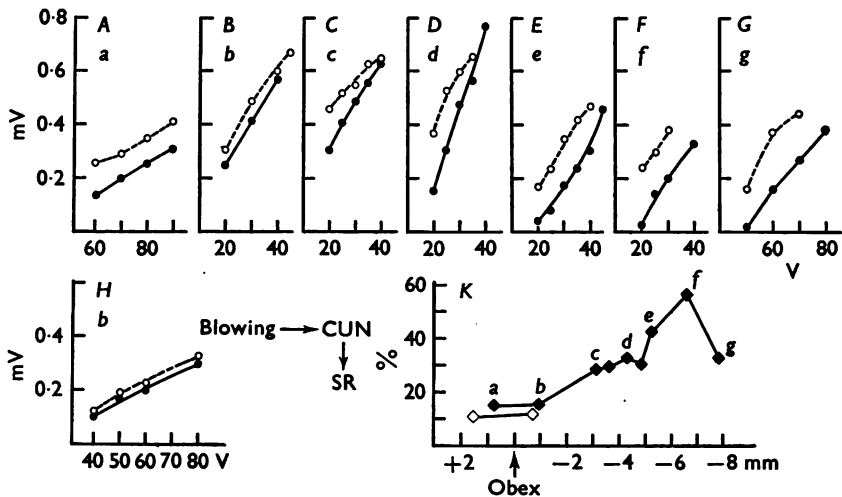 A B C D E F G
a b c d e f g
mV
0·8
0·6
0·4
0·2
60 80
20 40
20 40
20 40
20 40
20 40
60 80
V
H
b
mV
0·4
0·2
40 50 60 70 80 V
Blowing CUN
SR
K
%
60
40
20
a b c d e f g
+2 −2 −4 −6 −8 mm
Obex